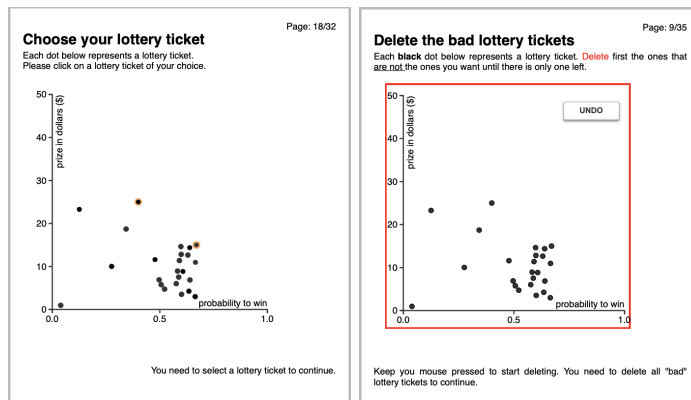 Page: 18/32
Choose your lottery ticket
Each dot below represents a lottery ticket.
Please click on a lottery ticket of your choice.
prize in dollars ($)
50
40
30
20
10
0
probability to win
0.0
0.5
1.0
You need to select a lottery ticket to continue.
Page: 9/35
Delete the bad lottery tickets
Each black dot below represents a lottery ticket. Delete first the ones that
are not the ones you want until there is only one left.
UNDO
prize in dollars ($)
50
40
30
20
10
0
probability to win
0.0
0.5
1.0
Keep you mouse pressed to start deleting. You need to delete all "bad"
lottery tickets to continue.